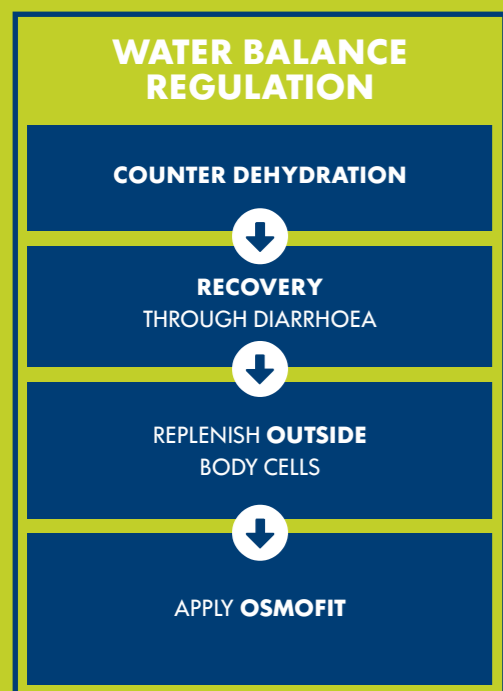 WATER BALANCE
REGULATION
COUNTER DEHYDRATION
RECOVERY
THROUGH DIARRHOEA
REPLENISH OUTSIDE
BODY CELLS
APPLY OSMOFIT